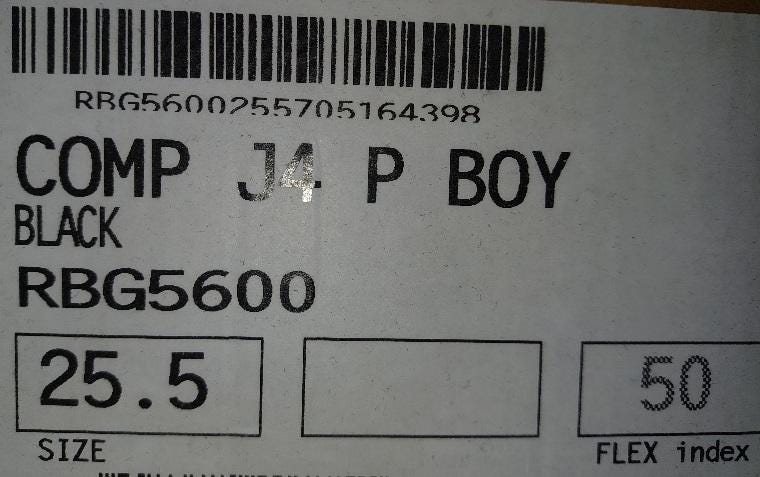 RBG5600255705164398
COMP J4 P BOY
BLACK
RBG5600
25.5 50
SIZE FLEX index